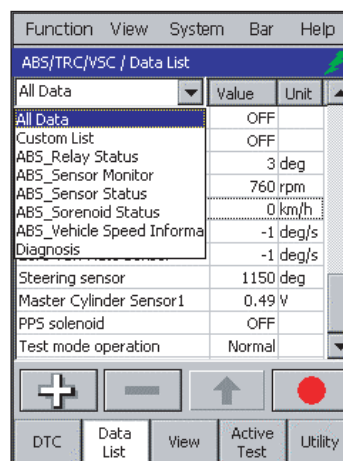 Function View System Bar Help
ABS/TRC/VSC / Data List
All Data Value Unit
All Data OFF
Custom List OFF
ABS_Relay Status 3 deg
ABS_Sensor Monitor 760 rpm
ABS_Sensor Status 0 km/h
ABS_Sorenoid Status -1 deg/s
ABS_Vehicle Speed Informa -1 deg/s
Diagnosis
Steering sensor 1150 deg
Master Cylinder Sensor1 0.49 V
PPS solenoid OFF
Test mode operation Normal
DTC Data List View Active Test Utility